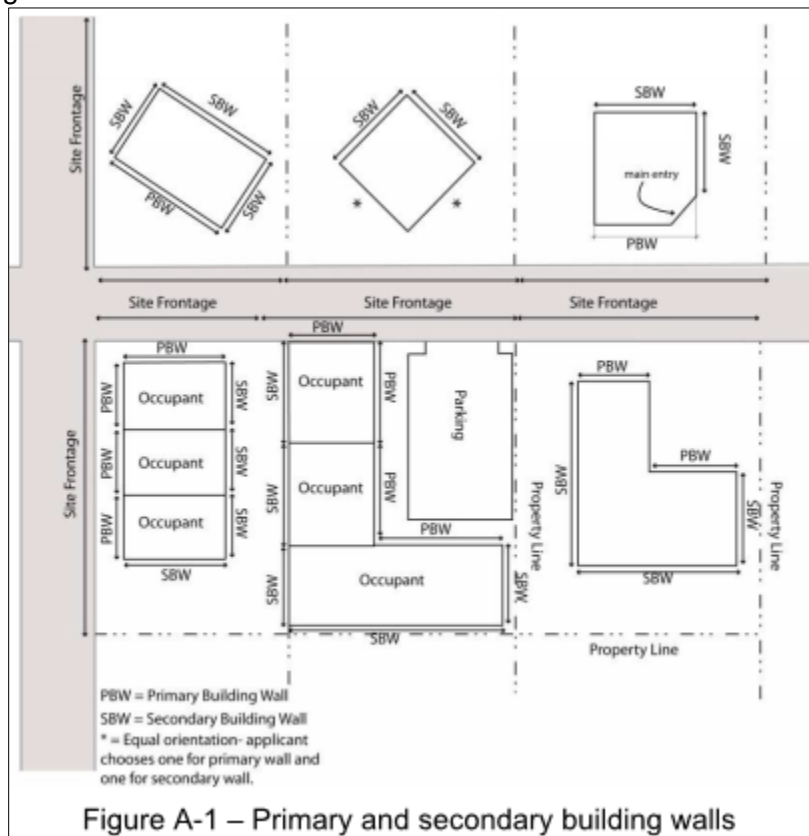 Site Frontage
SBW
SBW
PBW
SBW
SBW
SBW
*
*
SBW
SBW
main entry
PBW
Site Frontage
Site Frontage
Site Frontage
Site Frontage
PBW
PBW
Occupant
SBW
PBW
Occupant
SBW
PBW
Occupant
SBW
SBW
PBW
SBW
Occupant
PBW
SBW
Occupant
PBW
PBW
SBW
Occupant
SBW
SBW
Parking
Property Line
PBW
PBW
SBW
SBW
SBW
Property Line
Property Line
PBW = Primary Building Wall
SBW = Secondary Building Wall
* = Equal orientation- applicant
chooses one for primary wall and
one for secondary wall.
Figure A-1 – Primary and secondary building walls